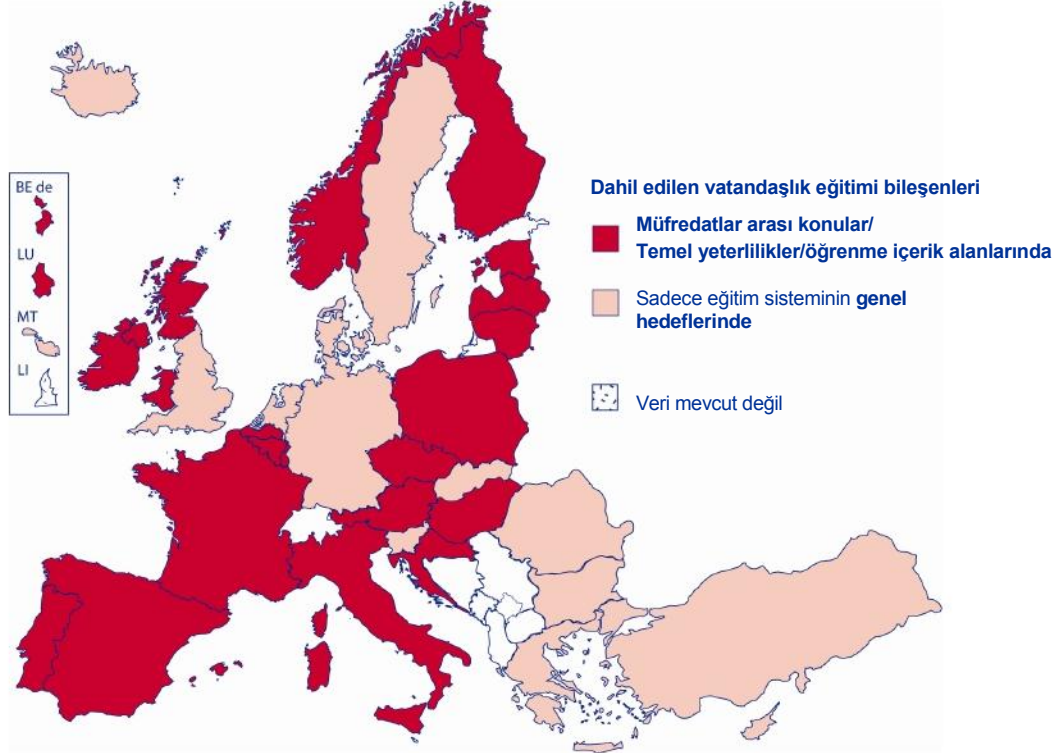 BE de
LU
MT
LI
Dahil edilen vatandaşlık eğitimi bileşenleri
Müfredatlar arası konular/
Temel yeterlilikler/öğrenme içerik alanlarında
Sadece eğitim sisteminin genel
hedeflerinde
Veri mevcut değil